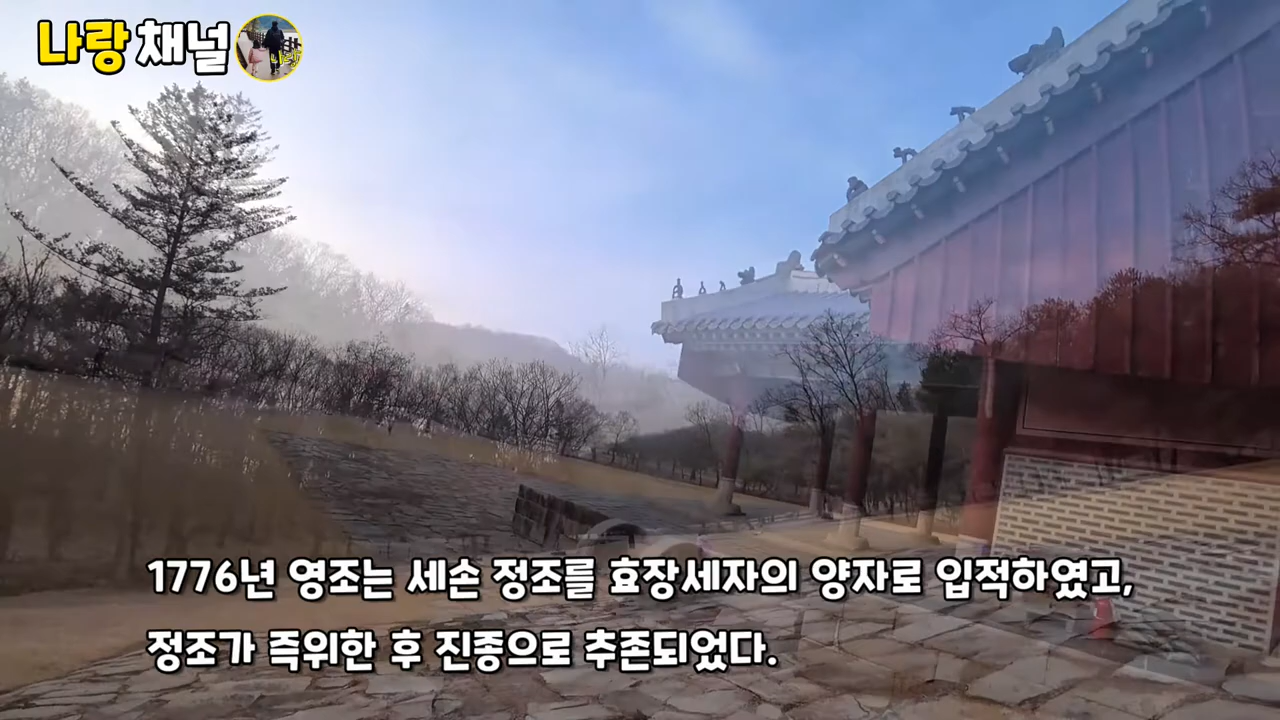 나랑 채널
1776년 영조는 세손 정조를 효장세자의 양자로 입적하였고,
정조가 즉위한 후 진종으로 추존되었다.